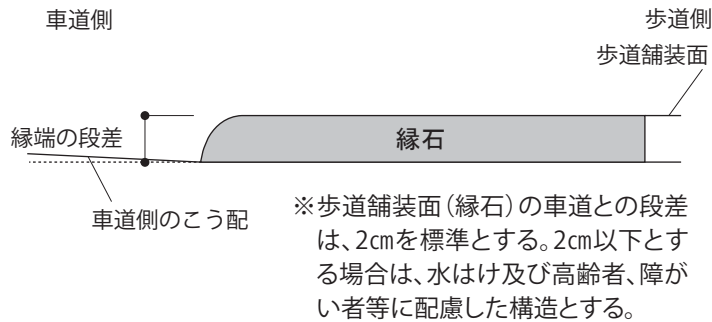 車道側
歩道側
歩道舗装面
縁端の段差
縁石
車道側のこう配
※歩道舗装面(縁石)の車道との段差
は、2㎝を標準とする。2㎝以下とす
る場合は、水はけ及び高齢者、障が
い者等に配慮した構造とする。